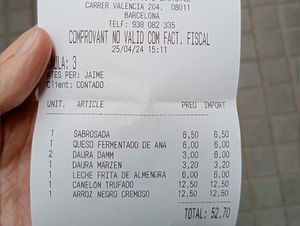 CARRER VALENCIA 204, 08011
BARCELONA
TELF: 938 082 335
COMPROVANT NO VALID COM FACT. FISCAL
25/04/24 15:11
ULA: 3
ATES PER: JAIME
Client: CONTADO
UNIT. ARTICLE PREU IMPORT
1 SABROSADA 6,50 6,50
1 QUESO FERMENTADO DE ANA 6,00 6,00
2 DAURA DAMM 3,00 6,00
1 DAURA MARZEN 3,20 3,20
1 LECHE FRITA DE ALMENDRA 6,00 6,00
1 CANELÓN TRUFADO 12,50 12,50
1 ARROZ NEGRO CREMOSO 12,50 12,50
TOTAL: 52,70